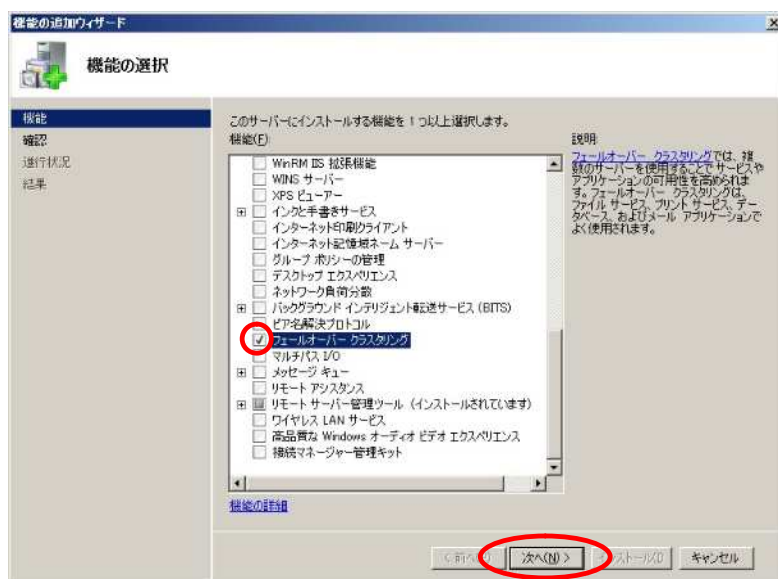 機能の追加ウィザード
機能の選択
機能
確認
進行状況
結果
このサーバーにインストールする機能を 1 つ以上選択します。
機能(F):
WinRM IIS 拡張機能
WINS サーバー
XPS ビューアー
インクと手書きサービス
インターネット印刷クライアント
インターネット記憶域ネーム サーバー
グループ ポリシーの管理
デスクトップ エクスペリエンス
ネットワーク負荷分散
バックグラウンド インテリジェント転送サービス (BITS)
ピア名解決プロトコル
フェールオーバー クラスタリング
マルチパス I/O
メッセージ キュー
リモート アシスタンス
リモート サーバー管理ツール (インストールされています)
ワイヤレス LAN サービス
高品質な Windows オーディオ ビデオ エクスペリエンス
接続マネージャー管理キット
機能の詳細
説明:
フェールオーバー クラスタリングでは、複
数のサーバーを使用することでサービスや
アプリケーションの可用性を高められま
す。フェールオーバー クラスタリングは、
ファイル サービス、プリント サービス、デー
タベース、およびメール アプリケーションで
よく使用されます。
< 前へ
次へ(N) >
ストール(I)
キャンセル